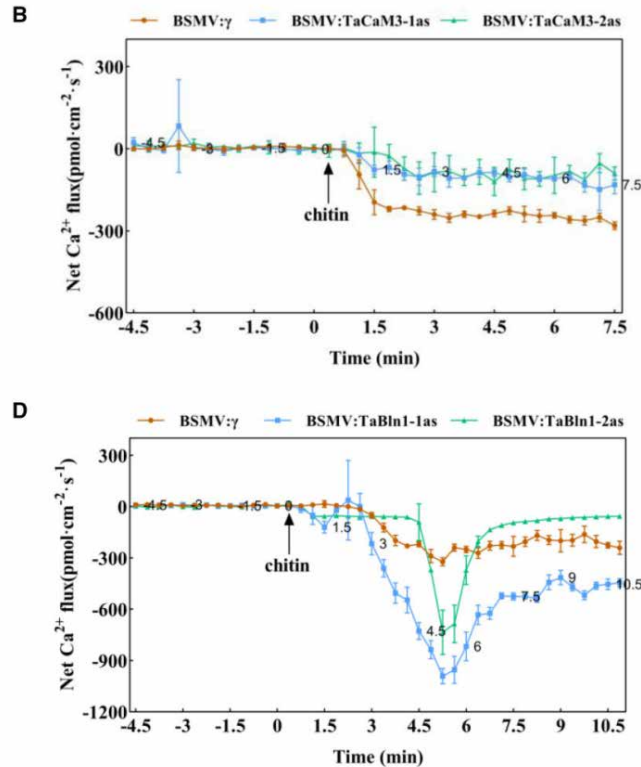 B
BSMV:γ BSMV:TaCaM3-1as BSMV:TaCaM3-2as
Net Ca²⁺ flux(pmol·cm⁻²·s⁻¹)
300
0
-300
-600
-4.5 -3 -1.5 0 1.5 3 4.5 6 7.5
chitin
-4.5 -3 -1.5 0 1.5 3 4.5 6 7.5
Time (min)
D
BSMV:γ BSMV:TaBln1-1as BSMV:TaBln1-2as
Net Ca²⁺ flux(pmol·cm⁻²·s⁻¹)
300
0
-300
-600
-900
-1200
-4.5 -3 -1.5 0 1.5 3 4.5 6 7.5 9 10.5
chitin
-4.5 -3 -1.5 0 1.5 3 4.5 6 7.5 9 10.5
Time (min)